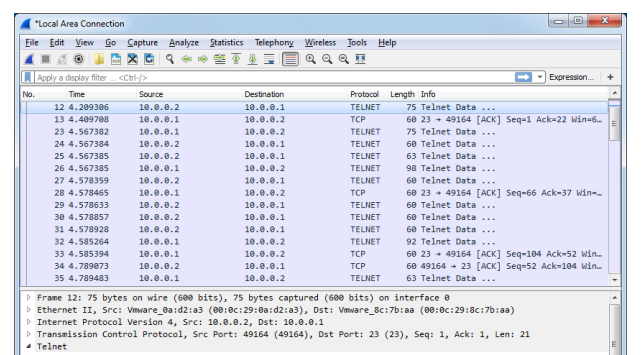 *Local Area Connection
File Edit View Go Capture Analyze Statistics Telephony Wireless Tools Help
Apply a display filter ... <Ctrl-/> Expression... +
No. Time Source Destination Protocol Length Info
12 4.209306 10.0.0.2 10.0.0.1 TELNET 75 Telnet Data ...
13 4.409708 10.0.0.1 10.0.0.2 TCP 60 23 → 49164 [ACK] Seq=1 Ack=22 Win=6…
23 4.567382 10.0.0.1 10.0.0.2 TELNET 75 Telnet Data ...
24 4.567384 10.0.0.2 10.0.0.1 TELNET 60 Telnet Data ...
25 4.567385 10.0.0.2 10.0.0.1 TELNET 63 Telnet Data ...
26 4.567385 10.0.0.1 10.0.0.2 TELNET 98 Telnet Data ...
27 4.578359 10.0.0.2 10.0.0.1 TELNET 60 Telnet Data ...
28 4.578465 10.0.0.1 10.0.0.2 TCP 60 23 → 49164 [ACK] Seq=66 Ack=37 Win=…
29 4.578633 10.0.0.1 10.0.0.2 TELNET 60 Telnet Data ...
30 4.578857 10.0.0.2 10.0.0.1 TELNET 60 Telnet Data ...
31 4.578928 10.0.0.2 10.0.0.1 TELNET 60 Telnet Data ...
32 4.585264 10.0.0.1 10.0.0.2 TELNET 92 Telnet Data ...
33 4.585394 10.0.0.1 10.0.0.2 TCP 60 23 → 49164 [ACK] Seq=104 Ack=52 Win…
34 4.789073 10.0.0.2 10.0.0.1 TCP 60 49164 → 23 [ACK] Seq=52 Ack=104 Win…
35 4.789483 10.0.0.1 10.0.0.2 TELNET 63 Telnet Data ...
Frame 12: 75 bytes on wire (600 bits), 75 bytes captured (600 bits) on interface 0
Ethernet II, Src: Vmware_0a:d2:a3 (00:0c:29:0a:d2:a3), Dst: Vmware_8c:7b:aa (00:0c:29:8c:7b:aa)
Internet Protocol Version 4, Src: 10.0.0.2, Dst: 10.0.0.1
Transmission Control Protocol, Src Port: 49164 (49164), Dst Port: 23 (23), Seq: 1, Ack: 1, Len: 21
Telnet